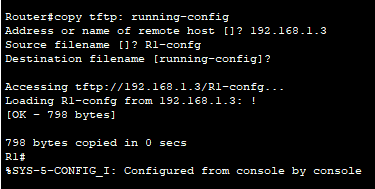 Router#copy tftp: running-config
Address or name of remote host []? 192.168.1.3
Source filename []? R1-confg
Destination filename [running-config]?
Accessing tftp://192.168.1.3/R1-confg...
Loading R1-confg from 192.168.1.3: !
[OK - 798 bytes]
798 bytes copied in 0 secs
R1#
%SYS-5-CONFIG_I: Configured from console by console